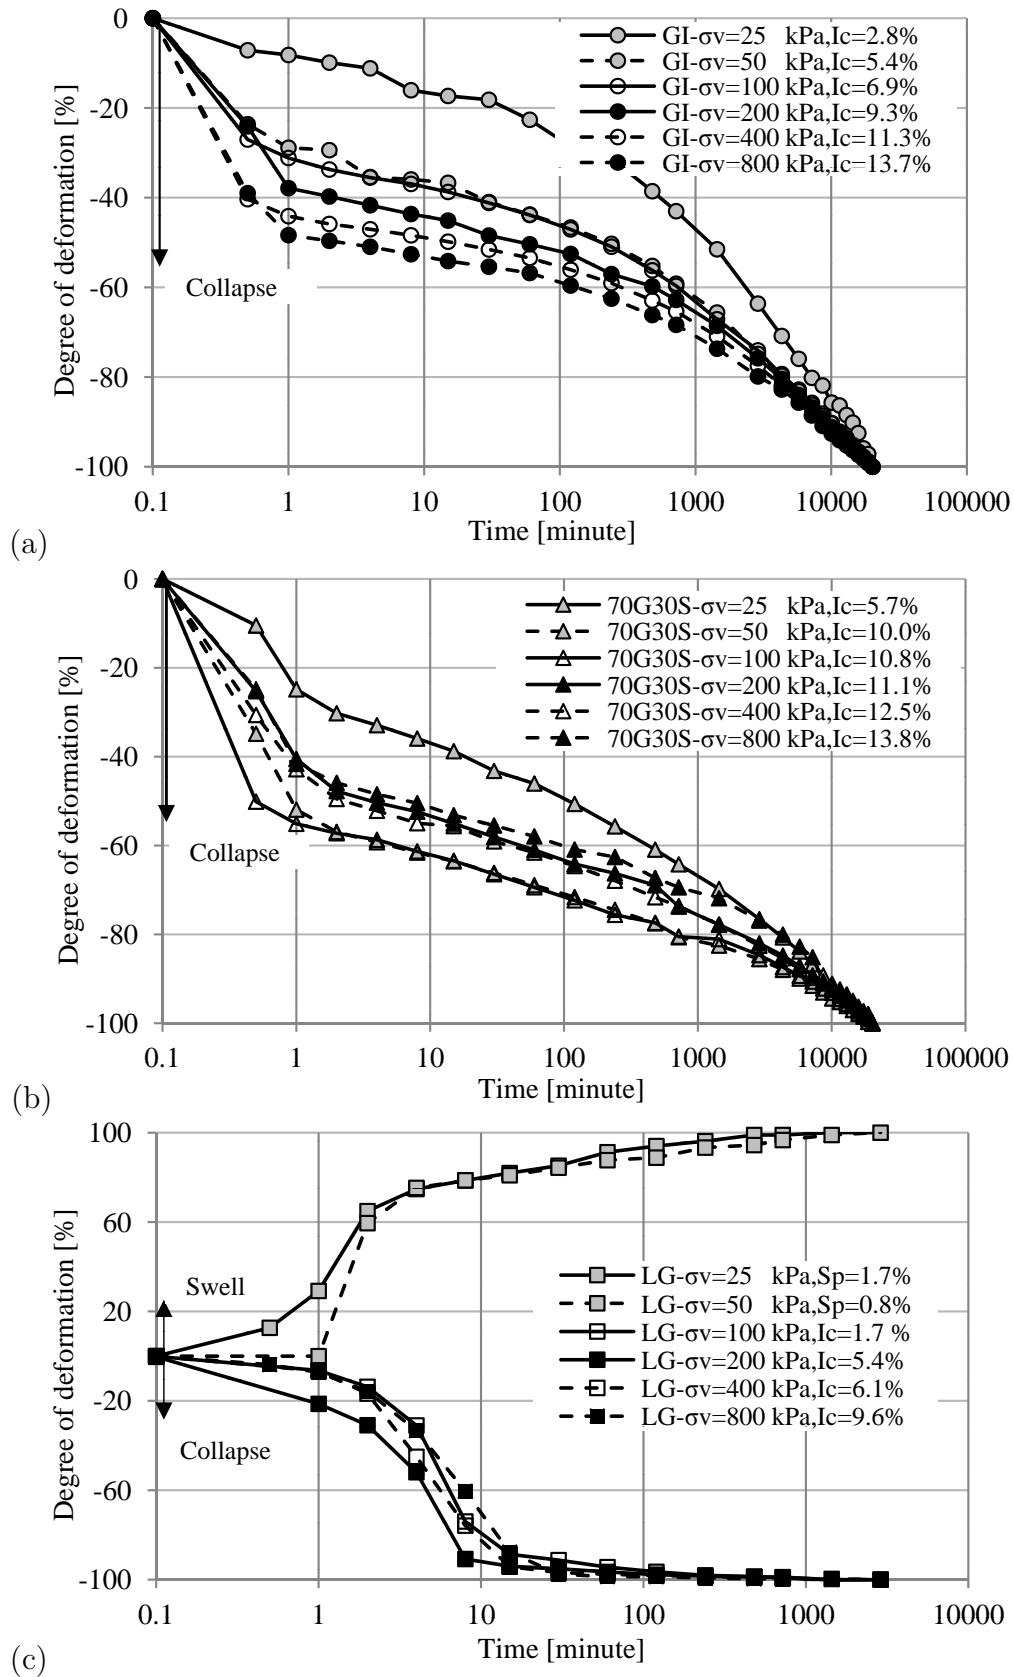 0
-20
-40
-60
-80
-100
Degree of deformation [%]
GI-σv=25 kPa,Ic=2.8%
GI-σv=50 kPa,Ic=5.4%
GI-σv=100 kPa,Ic=6.9%
GI-σv=200 kPa,Ic=9.3%
GI-σv=400 kPa,Ic=11.3%
GI-σv=800 kPa,Ic=13.7%
Collapse
0.1 1 10 100 1000 10000 100000
Time [minute]
(a)
0
-20
-40
-60
-80
-100
Degree of deformation [%]
70G30S-σv=25 kPa,Ic=5.7%
70G30S-σv=50 kPa,Ic=10.0%
70G30S-σv=100 kPa,Ic=10.8%
70G30S-σv=200 kPa,Ic=11.1%
70G30S-σv=400 kPa,Ic=12.5%
70G30S-σv=800 kPa,Ic=13.8%
Collapse
0.1 1 10 100 1000 10000 100000
Time [minute]
(b)
100
60
20
-20
-60
-100
Degree of deformation [%]
Swell
LG-σv=25 kPa,Sp=1.7%
LG-σv=50 kPa,Sp=0.8%
LG-σv=100 kPa,Ic=1.7 %
LG-σv=200 kPa,Ic=5.4%
LG-σv=400 kPa,Ic=6.1%
LG-σv=800 kPa,Ic=9.6%
Collapse
0.1 1 10 100 1000 10000
Time [minute]
(c)